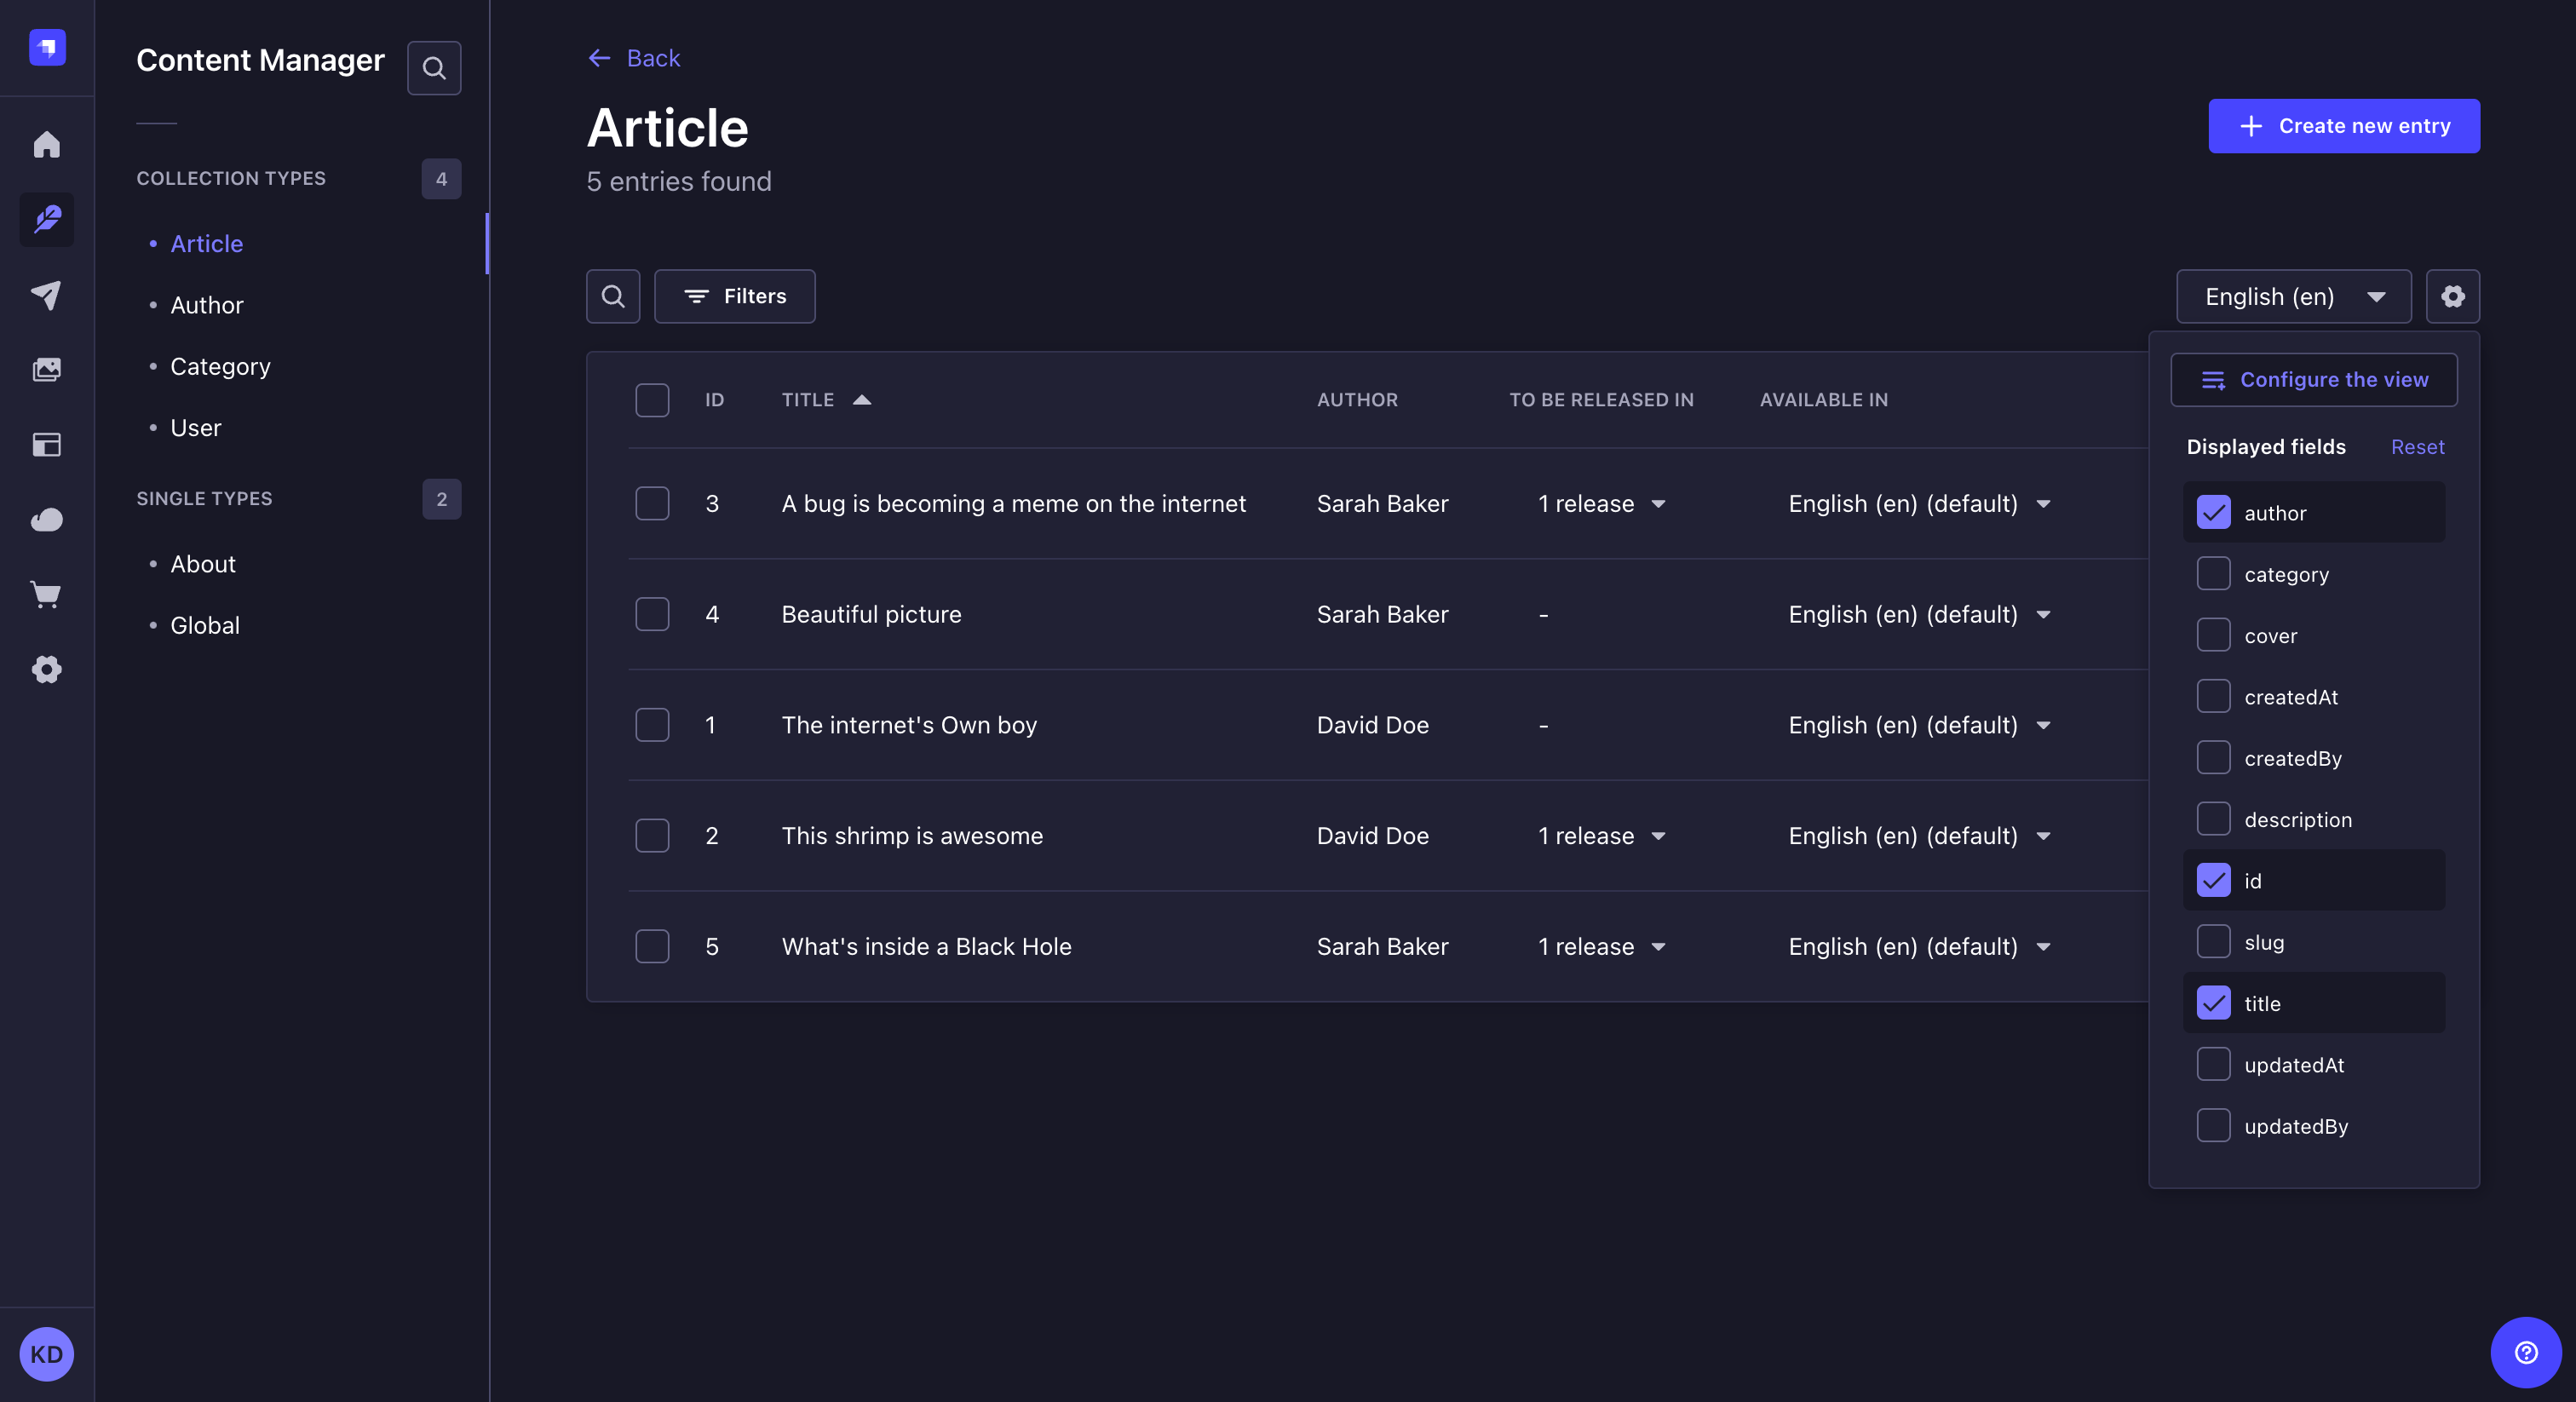 Content Manager
COLLECTION TYPES 4
Article
Author
Category
User
SINGLE TYPES 2
About
Global
KD
Back
Article
5 entries found
Create new entry
Filters
English (en)
ID TITLE AUTHOR TO BE RELEASED IN AVAILABLE IN
3 A bug is becoming a meme on the internet Sarah Baker 1 release English (en) (default)
4 Beautiful picture Sarah Baker - English (en) (default)
1 The internet's Own boy David Doe - English (en) (default)
2 This shrimp is awesome David Doe 1 release English (en) (default)
5 What's inside a Black Hole Sarah Baker 1 release English (en) (default)
Configure the view
Displayed fields Reset
author
category
cover
createdAt
createdBy
description
id
slug
title
updatedAt
updatedBy